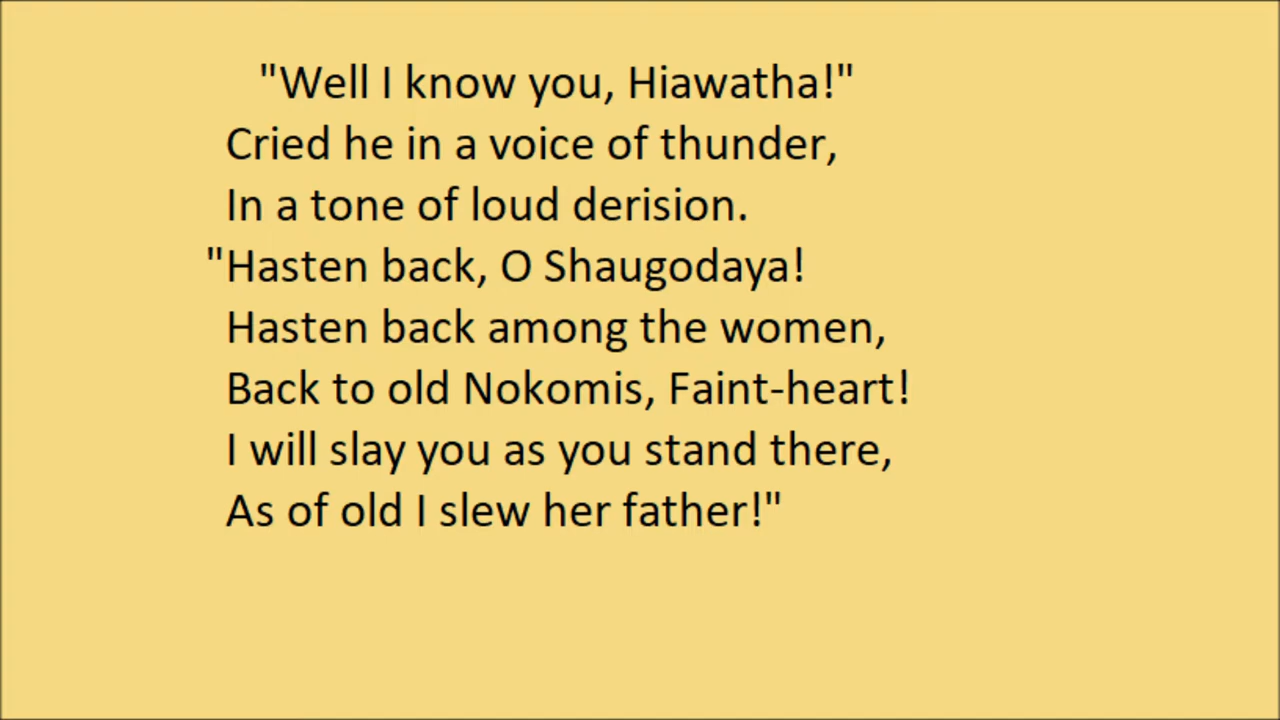 "Well I know you, Hiawatha!"
Cried he in a voice of thunder,
In a tone of loud derision.
"Hasten back, O Shaugodaya!
Hasten back among the women,
Back to old Nokomis, Faint-heart!
I will slay you as you stand there,
As of old I slew her father!"